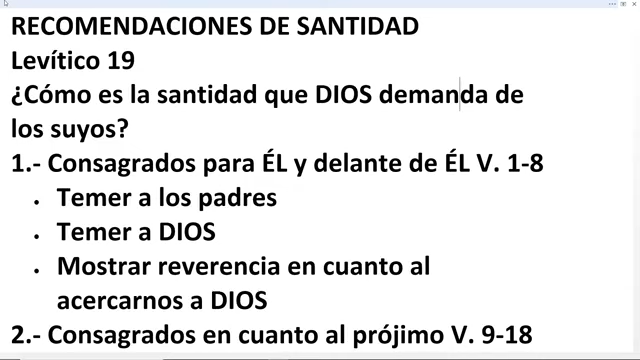 RECOMENDACIONES DE SANTIDAD
Levítico 19
¿Cómo es la santidad que DIOS demanda de
los suyos?
1.- Consagrados para ÉL y delante de ÉL V. 1-8
• Temer a los padres
• Temer a DIOS
• Mostrar reverencia en cuanto al
acercarnos a DIOS
2.- Consagrados en cuanto al prójimo V. 9-18